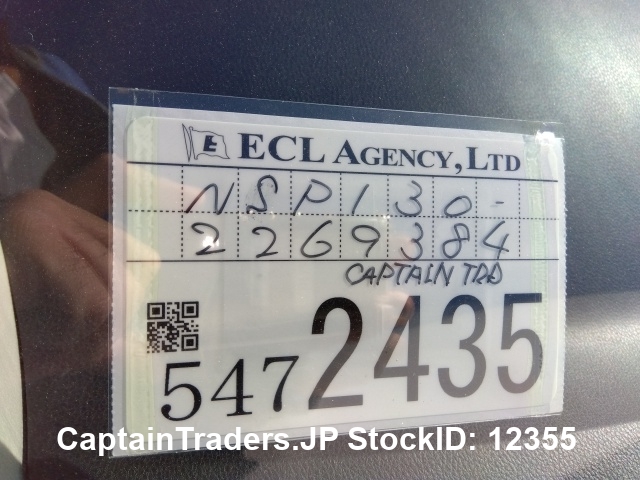 E ECL AGENCY,LTD
NSP130-
2269384
CAPTAIN TRD
5472435
CaptainTraders.JP StockID: 12355